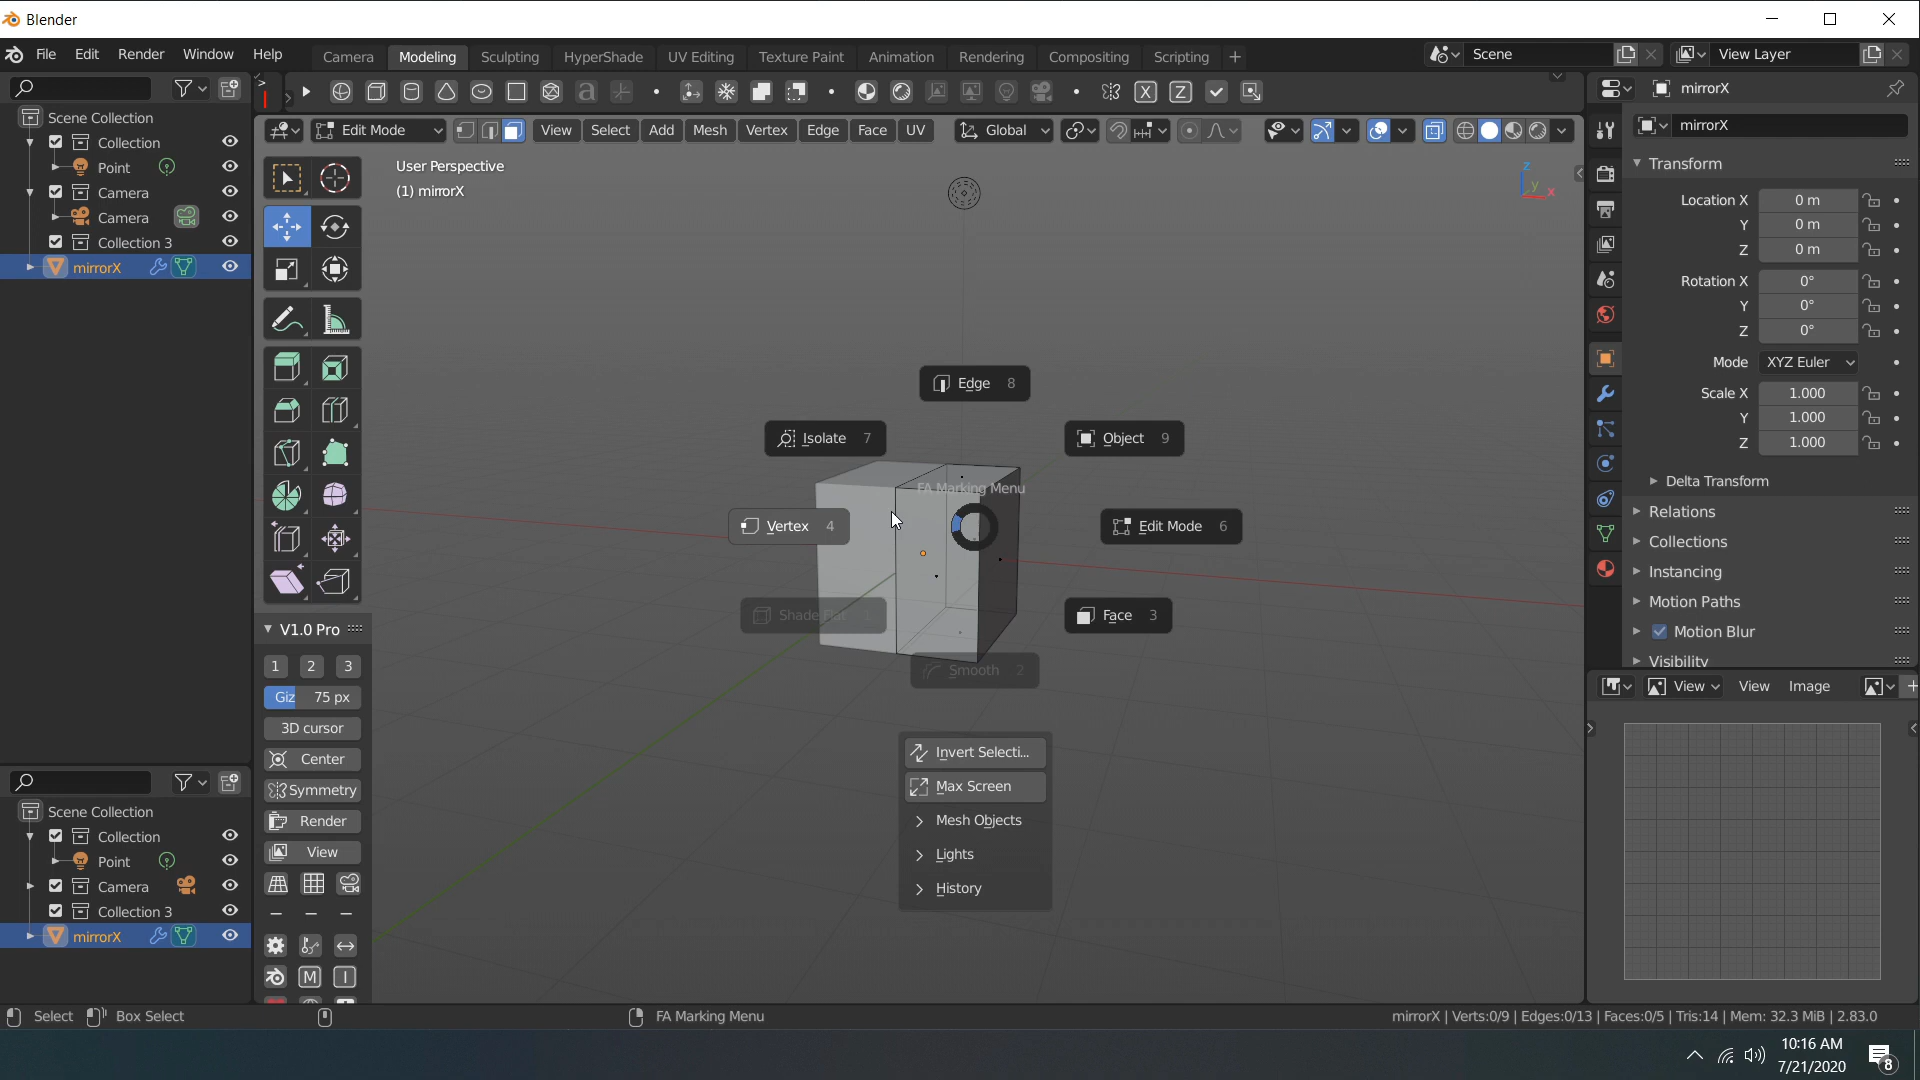 Blender
File Edit Render Window Help Camera Modeling Sculpting HyperShade UV Editing Texture Paint Animation Rendering Compositing Scripting + Scene View Layer
X Z mirrorX
Edit Mode View Select Add Mesh Vertex Edge Face UV Global mirrorX
Scene Collection
Collection
Point
Camera
Camera
Collection 3
mirrorX
User Perspective
(1) mirrorX
Z
Y
X
Edge 8
Isolate 7
Object 9
FA Marking Menu
Vertex 4
Edit Mode 6
Shade Flat 1
Face 3
Smooth 2
Invert Selecti...
Max Screen
Mesh Objects
Lights
History
V1.0 Pro
1 2 3
Giz 75 px
3D cursor
Center
Symmetry
Render
View
M I
Scene Collection
Collection
Point
Camera
Collection 3
mirrorX
Transform
Location X 0 m
Y 0 m
Z 0 m
Rotation X 0°
Y 0°
Z 0°
Mode XYZ Euler
Scale X 1.000
Y 1.000
Z 1.000
Delta Transform
Relations
Collections
Instancing
Motion Paths
Motion Blur
Visibility
View View Image
Select Box Select FA Marking Menu mirrorX | Verts:0/9 | Edges:0/13 | Faces:0/5 | Tris:14 | Mem: 32.3 MiB | 2.83.0
10:16 AM
7/21/2020
8